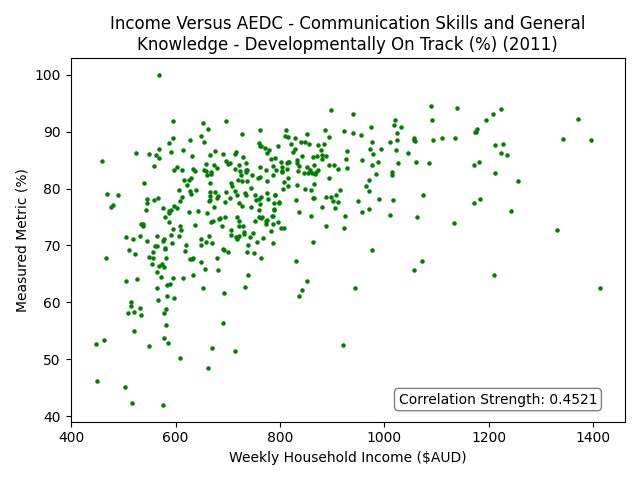 Income Versus AEDC - Communication Skills and General
Knowledge - Developmentally On Track (%) (2011)
Measured Metric (%)
100
90
80
70
60
50
40
Correlation Strength: 0.4521
400 600 800 1000 1200 1400
Weekly Household Income ($AUD)